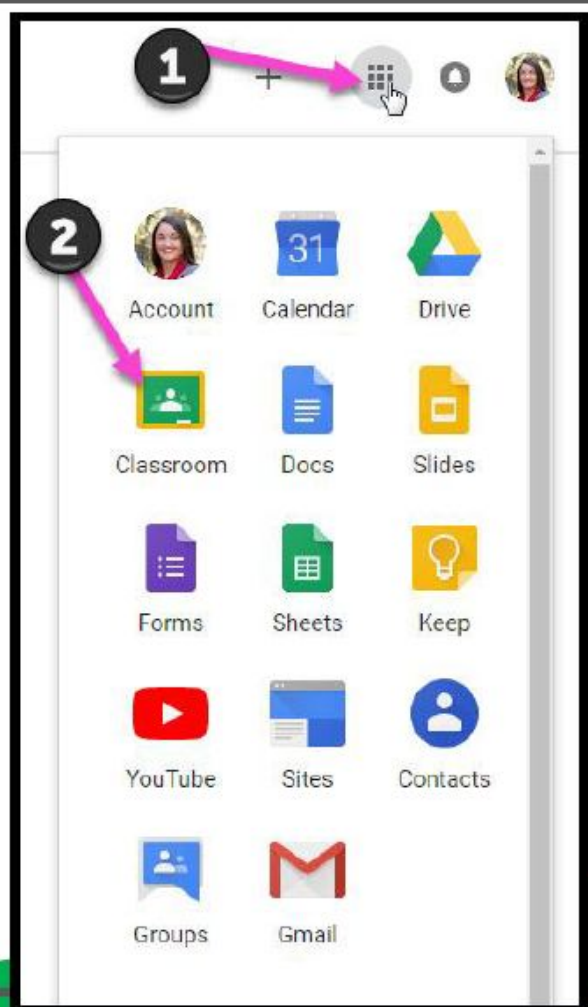 1
2
31
Account Calendar Drive
Classroom Docs Slides
Forms Sheets Keep
YouTube Sites Contacts
Groups Gmail